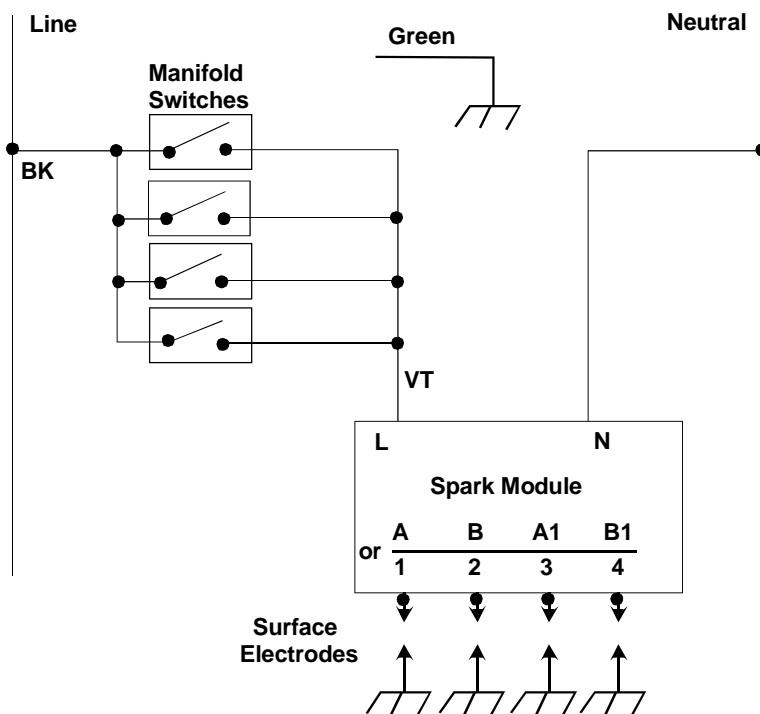 Line
Green
Neutral
Manifold
Switches
BK
VT
L N
Spark Module
or A B A1 B1
1 2 3 4
Surface
Electrodes